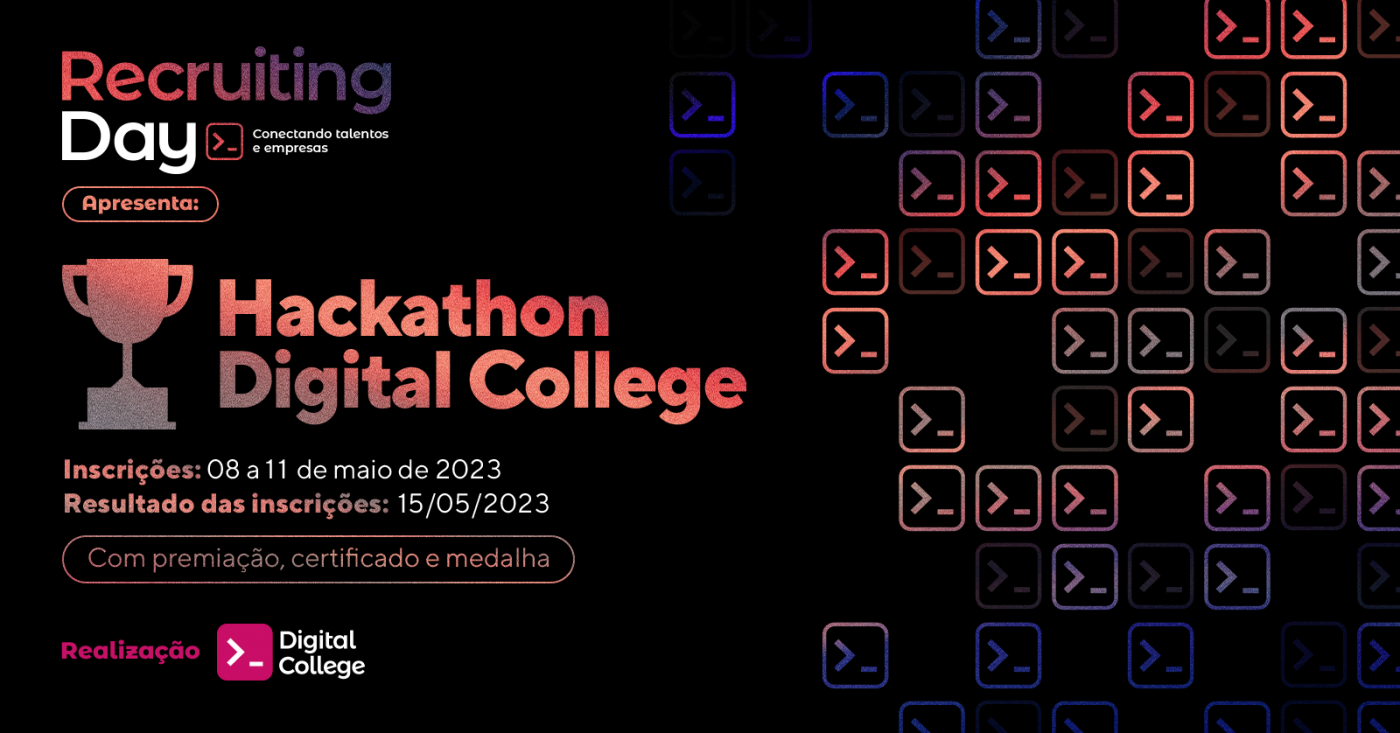 Recruiting
Day
Conectando talentos
e empresas
Apresenta:
Hackathon
Digital College
Inscrições: 08 a 11 de maio de 2023
Resultado das inscrições: 15/05/2023
Com premiação, certificado e medalha
Realização
Digital
College